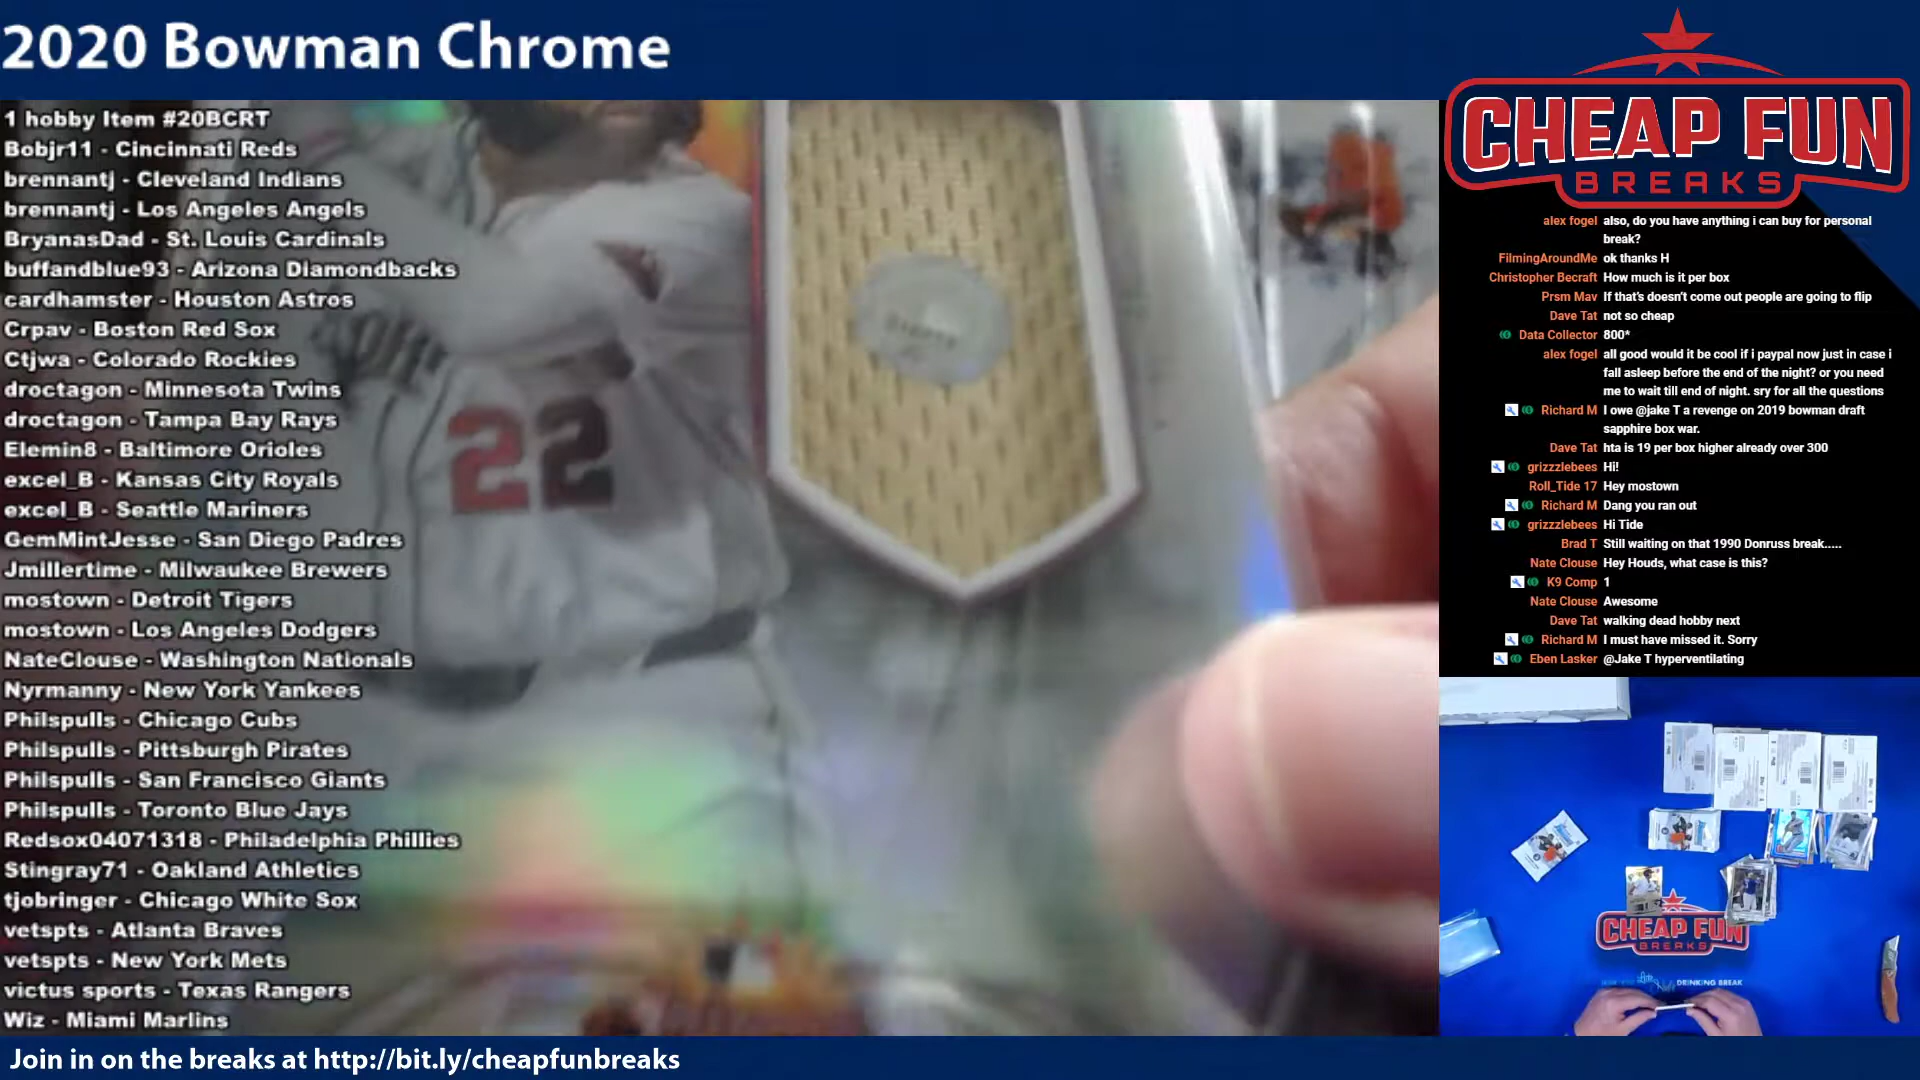 2020 Bowman Chrome
1 hobby Item #20BCRT
Bobjr11 - Cincinnati Reds
brennantj - Cleveland Indians
brennantj - Los Angeles Angels
BryanasDad - St. Louis Cardinals
buffandblue93 - Arizona Diamondbacks
cardhamster - Houston Astros
Crpav - Boston Red Sox
Ctjwa - Colorado Rockies
droctagon - Minnesota Twins
droctagon - Tampa Bay Rays
Elemin8 - Baltimore Orioles
excel_B - Kansas City Royals
excel_B - Seattle Mariners
GemMintJesse - San Diego Padres
Jmillertime - Milwaukee Brewers
mostown - Detroit Tigers
mostown - Los Angeles Dodgers
NateClouse - Washington Nationals
Nyrmanny - New York Yankees
Philspulls - Chicago Cubs
Philspulls - Pittsburgh Pirates
Philspulls - San Francisco Giants
Philspulls - Toronto Blue Jays
Redsox04071318 - Philadelphia Phillies
Stingray71 - Oakland Athletics
tjobringer - Chicago White Sox
vetspts - Atlanta Braves
vetspts - New York Mets
victus sports - Texas Rangers
Wiz - Miami Marlins
22
Join in on the breaks at http://bit.ly/cheapfunbreaks
CHEAP FUN
BREAKS
alex fogel also, do you have anything i can buy for personal
break?
FilmingAroundMe ok thanks H
Christopher Becraft How much is it per box
Prsm Mav If that's doesn't come out people are going to flip
Dave Tat not so cheap
Data Collector 800*
alex fogel all good would it be cool if i paypal now just in case i
fall asleep before the end of the night? or you need
me to wait till end of night. sry for all the questions
Richard M I owe @jake T a revenge on 2019 bowman draft
sapphire box war.
Dave Tat hta is 19 per box higher already over 300
grizzzlebees Hi!
Roll_Tide 17 Hey mostown
Richard M Dang you ran out
grizzzlebees Hi Tide
Brad T Still waiting on that 1990 Donruss break.....
Nate Clouse Hey Houds, what case is this?
K9 Comp 1
Nate Clouse Awesome
Dave Tat walking dead hobby next
Richard M I must have missed it. Sorry
Eben Lasker @Jake T hyperventilating
CHEAP FUN
BREAKS
DRINKING BREAK